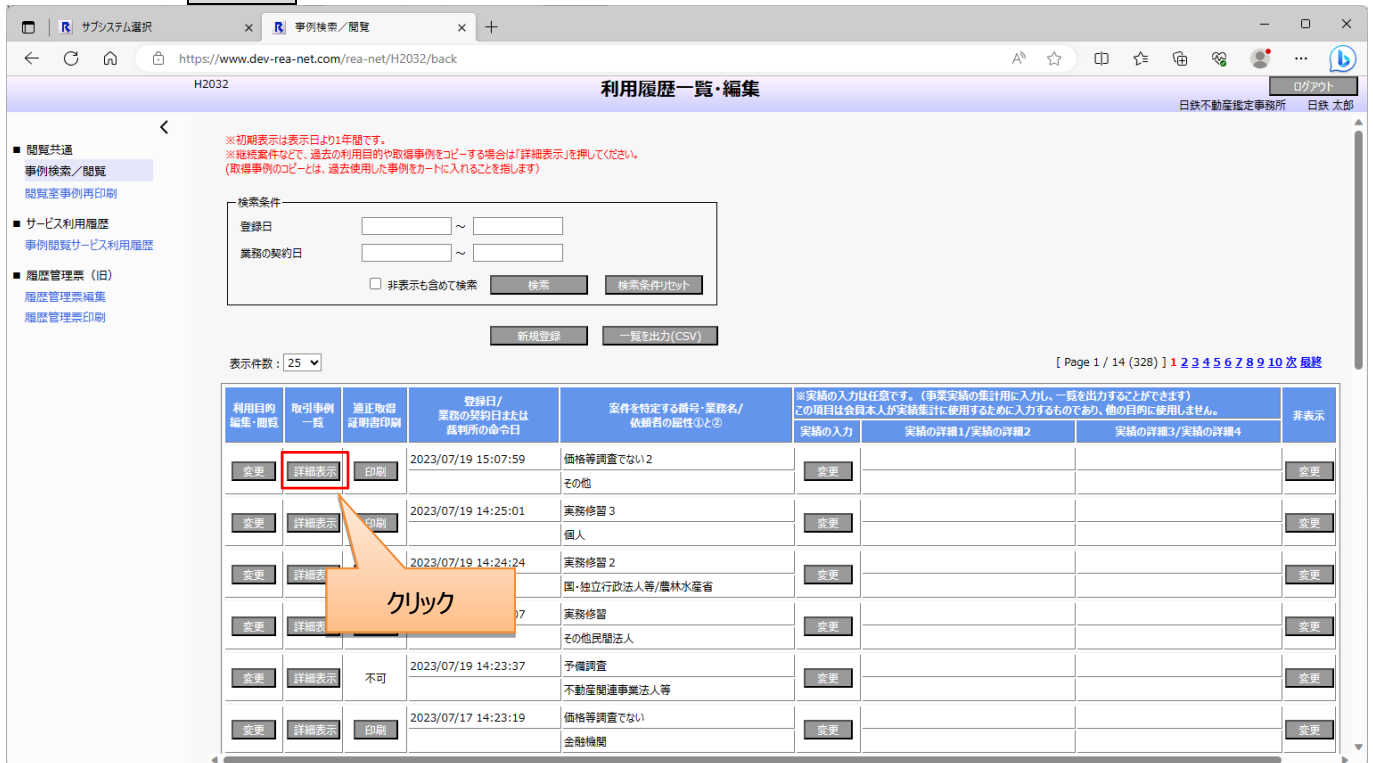 サブシステム選択
事例検索／閲覧
https://www.dev-rea-net.com/rea-net/H2032/back
H2032
利用履歴一覧・編集
ログアウト
日鉄不動産鑑定事務所 日鉄 太郎
■ 閲覧共通
事例検索／閲覧
閲覧室事例再印刷
■ サービス利用履歴
事例閲覧サービス利用履歴
■ 履歴管理票（旧）
履歴管理票編集
履歴管理票印刷
※初期表示は表示日より1年間です。
※継続案件などで、過去の利用目的や取得事例をコピーする場合は「詳細表示」を押してください。
(取得事例のコピーとは、過去使用した事例をカートに入れることを指します)
検索条件
登録日 ～
業務の契約日 ～
非表示も含めて検索 検索 検索条件リセット
新規登録 一覧を出力(CSV)
表示件数： 25
[ Page 1 / 14 (328) ] 1 2 3 4 5 6 7 8 9 10 次 最終
利用目的
編集・閲覧
取引事例
一覧
適正取得
証明書印刷
登録日/
業務の契約日または
裁判所の命令日
案件を特定する番号・業務名/
依頼者の属性①と②
※実績の入力は任意です。（事業実績の集計用に入力し、一覧を出力することができます）
この項目は会員本人が実績集計に使用するために入力するものであり、他の目的に使用しません。
実績の入力 実績の詳細1/実績の詳細2 実績の詳細3/実績の詳細4
非表示
変更 詳細表示 印刷 2023/07/19 15:07:59 価格等調査でない2 変更 変更
その他
変更 詳細表示 印刷 2023/07/19 14:25:01 実務修習3 変更 変更
個人
変更 詳細表 2023/07/19 14:24:24 実務修習2 変更 変更
国・独立行政法人等/農林水産省
クリック
変更 詳細表 07 実務修習 変更 変更
その他民間法人
変更 詳細表示 不可 2023/07/19 14:23:37 予備調査 変更 変更
不動産関連事業法人等
変更 詳細表示 印刷 2023/07/17 14:23:19 価格等調査でない 変更 変更
金融機関